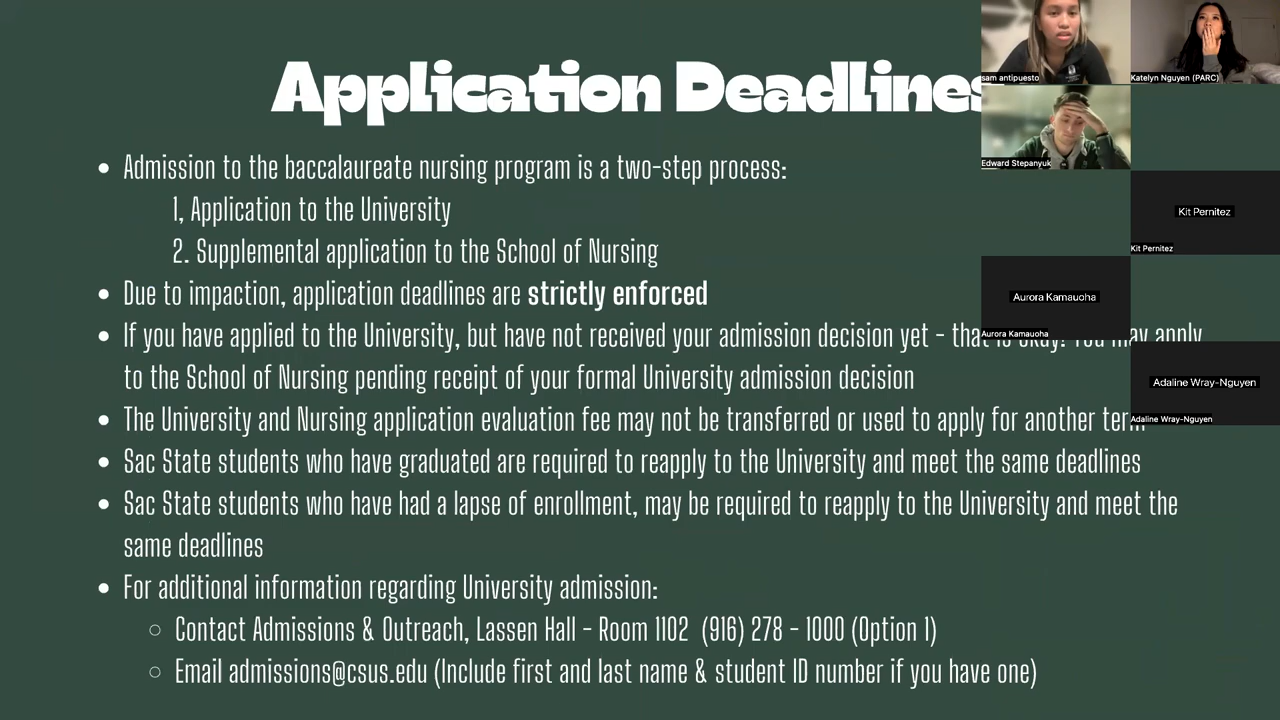 Application Deadlines
Admission to the baccalaureate nursing program is a two-step process:
1, Application to the University
2. Supplemental application to the School of Nursing
Due to impaction, application deadlines are strictly enforced
If you have applied to the University, but have not received your admission decision yet - that is okay! You may apply
to the School of Nursing pending receipt of your formal University admission decision
The University and Nursing application evaluation fee may not be transferred or used to apply for another term
Sac State students who have graduated are required to reapply to the University and meet the same deadlines
Sac State students who have had a lapse of enrollment, may be required to reapply to the University and meet the
same deadlines
For additional information regarding University admission:
Contact Admissions & Outreach, Lassen Hall - Room 1102 (916) 278 - 1000 (Option 1)
Email admissions@csus.edu (Include first and last name & student ID number if you have one)
sam antipuesto
Katelyn Nguyen (PARC)
Edward Stepanyuk
Kit Pernitez
Kit Pernitez
Aurora Kamauoha
Aurora Kamauoha
Adaline Wray-Nguyen
Adaline Wray-Nguyen